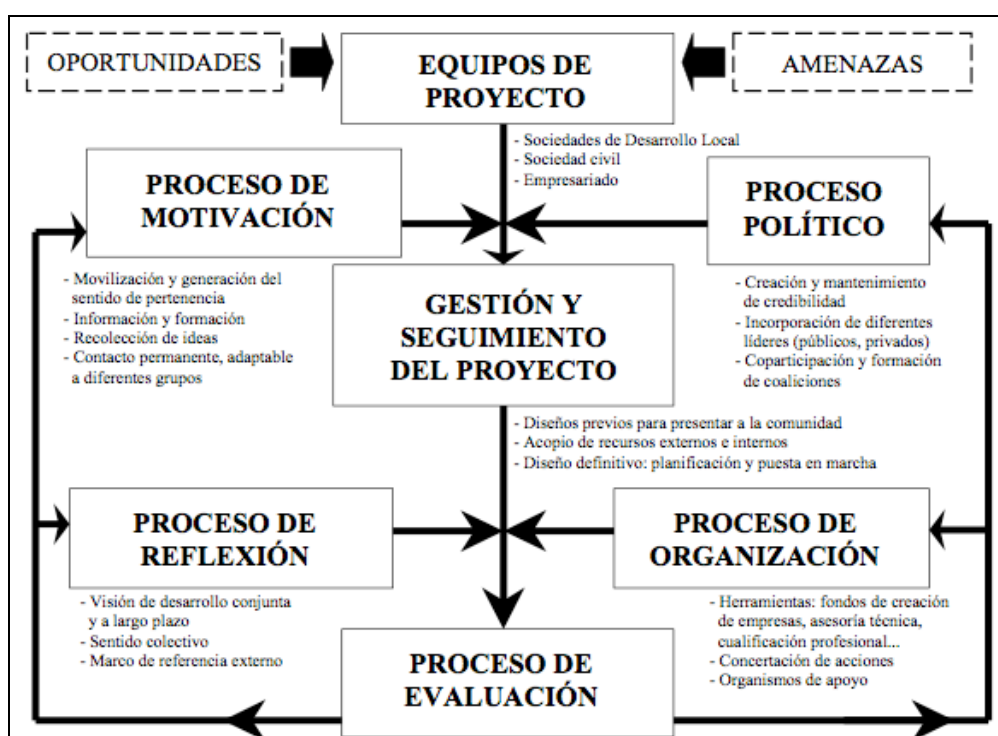 OPORTUNIDADES
EQUIPOS DE
PROYECTO
AMENAZAS
- Sociedades de Desarrollo Local
- Sociedad civil
- Empresariado
PROCESO DE
MOTIVACIÓN
PROCESO
POLÍTICO
- Movilización y generación del
sentido de pertenencia
- Información y formación
- Recolección de ideas
- Contacto permanente, adaptable
a diferentes grupos
GESTIÓN Y
SEGUIMIENTO
DEL PROYECTO
- Creación y mantenimiento
de credibilidad
- Incorporación de diferentes
líderes (públicos, privados)
- Coparticipación y formación
de coaliciones
- Diseños previos para presentar a la comunidad
- Acopio de recursos externos e internos
- Diseño definitivo: planificación y puesta en marcha
PROCESO DE
REFLEXIÓN
PROCESO DE
ORGANIZACIÓN
- Visión de desarrollo conjunta
y a largo plazo
- Sentido colectivo
- Marco de referencia externo
- Herramientas: fondos de creación
de empresas, asesoría técnica,
cualificación profesional...
- Concertación de acciones
- Organismos de apoyo
PROCESO DE
EVALUACIÓN